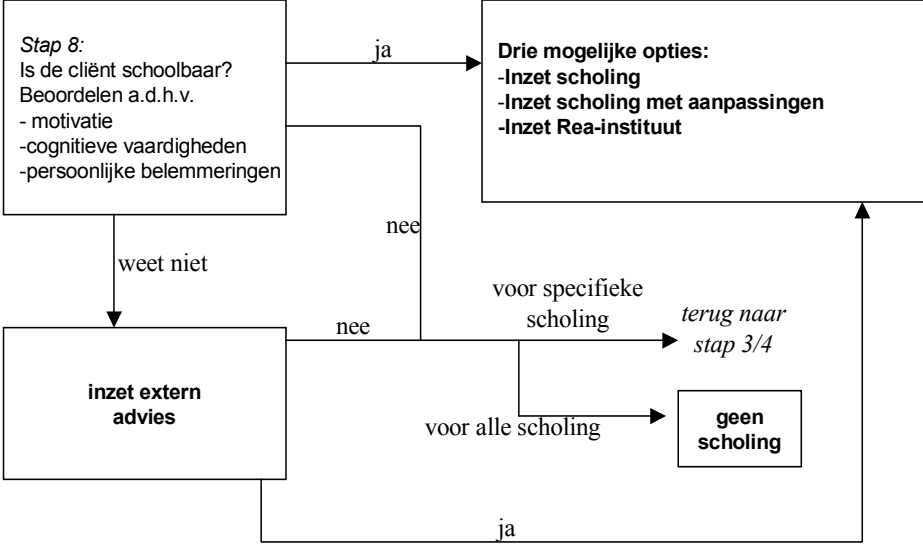 Stap 8:
Is de cliënt schoolbaar?
Beoordelen a.d.h.v.
- motivatie
-cognitieve vaardigheden
-persoonlijke belemmeringen
ja
Drie mogelijke opties:
-Inzet scholing
-Inzet scholing met aanpassingen
-Inzet Rea-instituut
nee
weet niet
inzet extern
advies
nee
voor specifieke
scholing
terug naar
stap 3/4
voor alle scholing
geen
scholing
ja